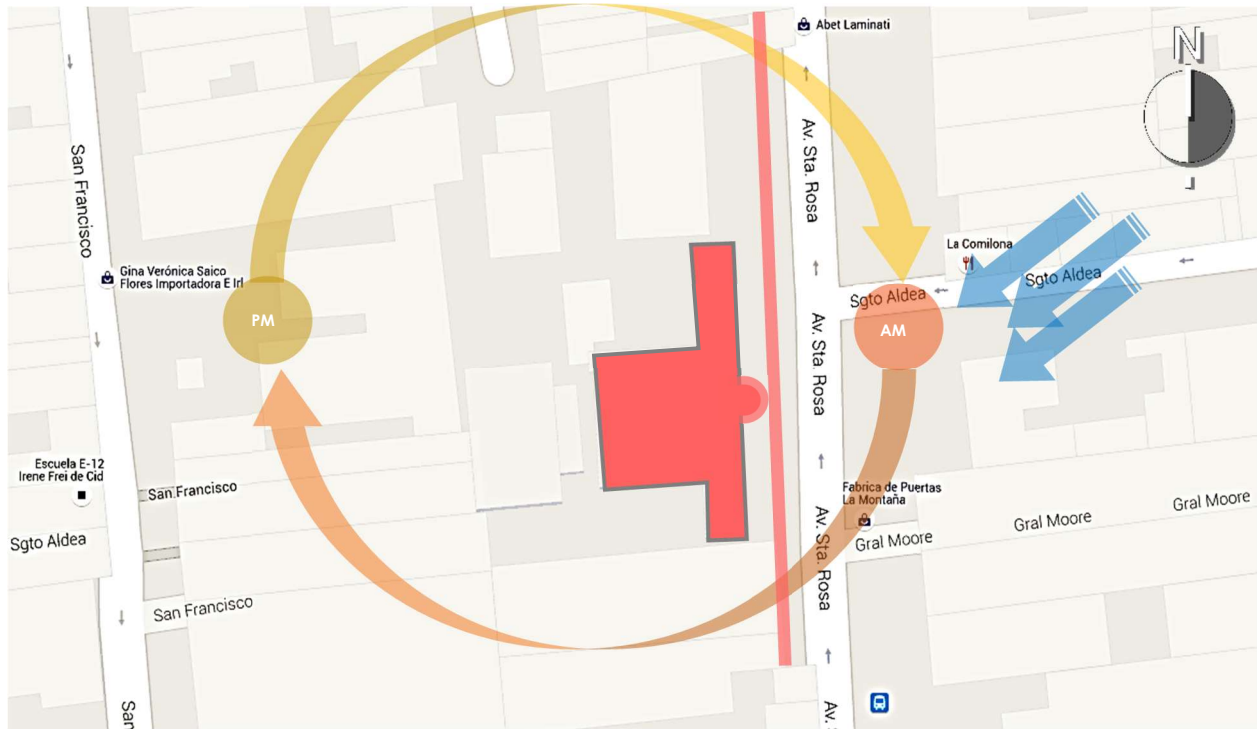 Abet Laminati
N
San Francisco
Av. Sta. Rosa
La Comilona
Gina Verónica Saico
Flores Importadora E Irl
Sgto Aldea
Sgto Aldea
PM
AM
Av. Sta. Rosa
Escuela E-12
Irene Frei de Cid
San Francisco
Fabrica de Puertas
La Montaña
Gral Moore
Gral Moore
Gral Moore
Sgto Aldea
Av. Sta. Rosa
San Francisco
San
Av.